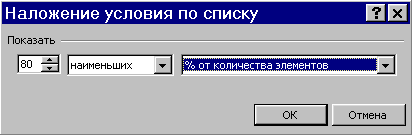 Наложение условия по списку
Показать
80 наименьших % от количества элементов
OK Отмена